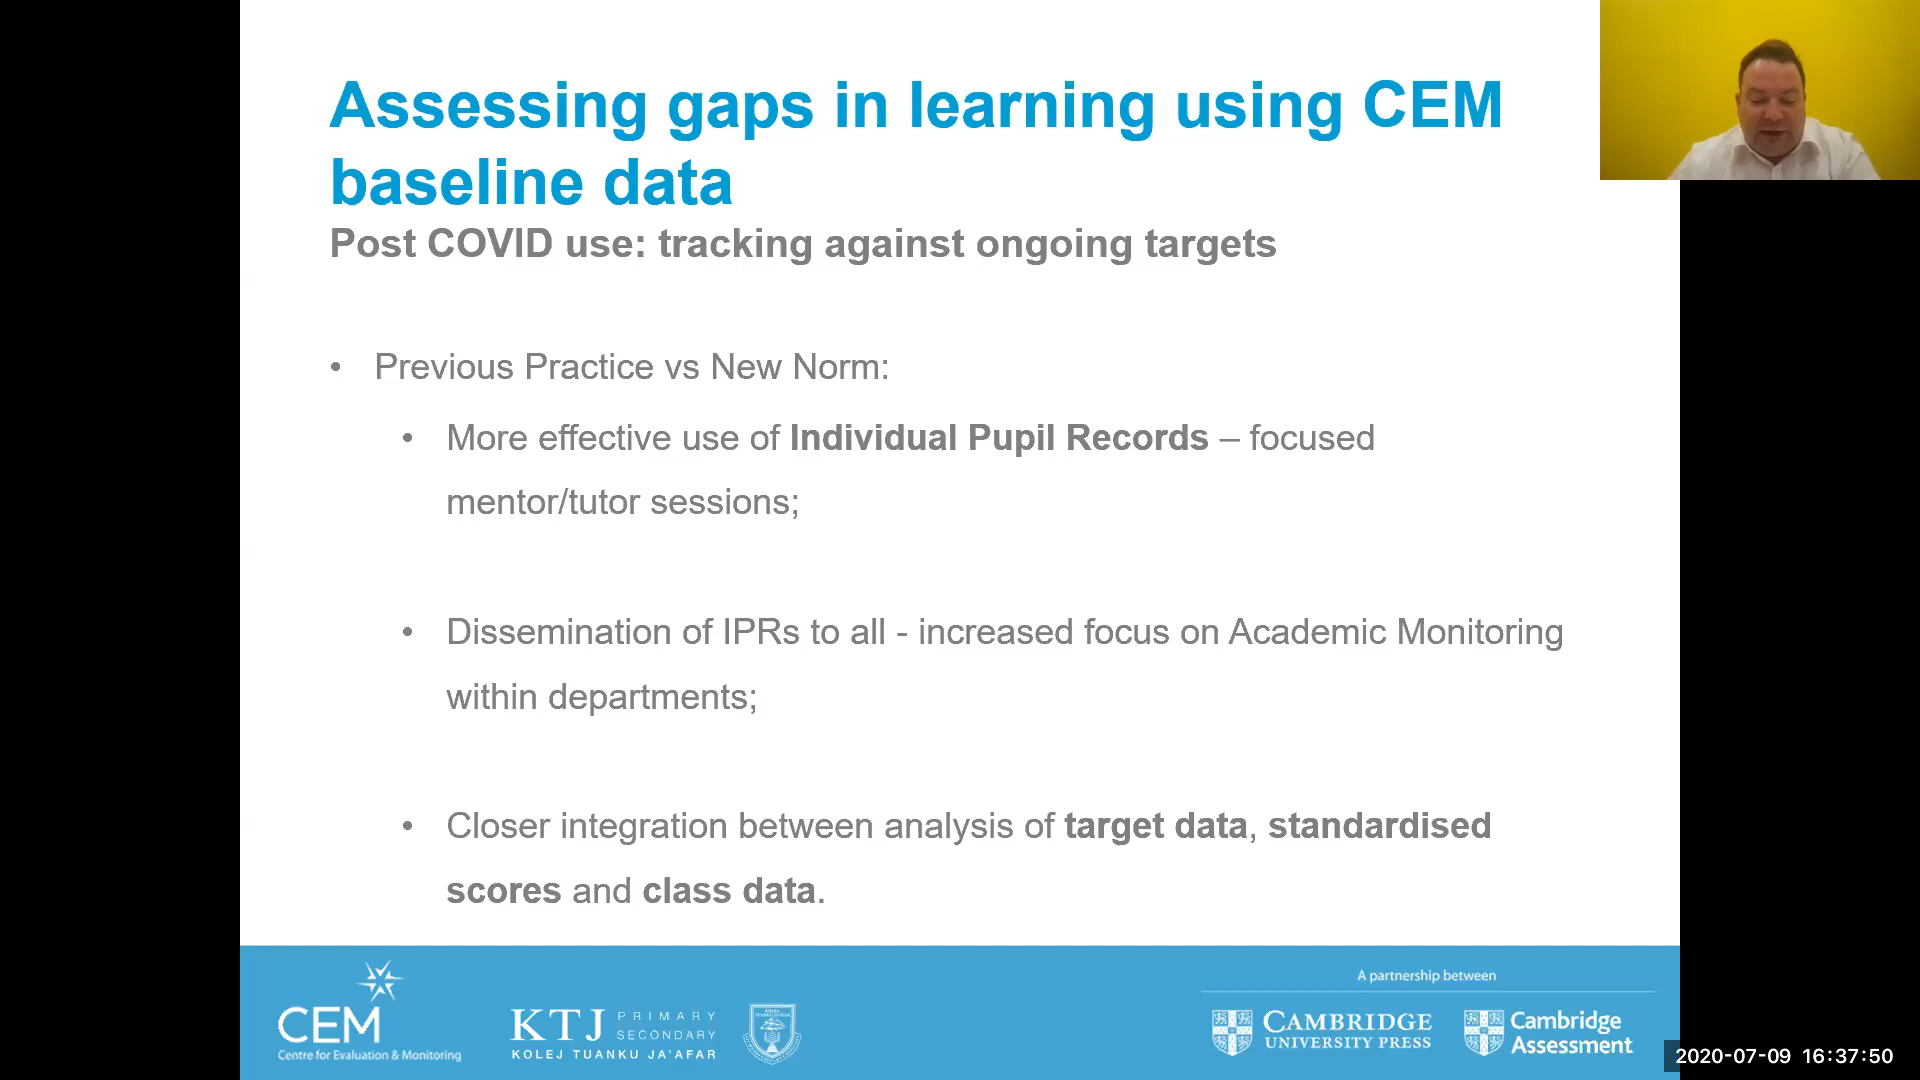 Assessing gaps in learning using CEM
baseline data
Post COVID use: tracking against ongoing targets
• Previous Practice vs New Norm:
• More effective use of Individual Pupil Records – focused
mentor/tutor sessions;
• Dissemination of IPRs to all - increased focus on Academic Monitoring
within departments;
• Closer integration between analysis of target data, standardised
scores and class data.
CEM
Centre for Evaluation & Monitoring
KTJ PRIMARY
SECONDARY
KOLEJ TUANKU JA'AFAR
A partnership between
CAMBRIDGE
UNIVERSITY PRESS
Cambridge
Assessment
2020-07-09 16:37:50